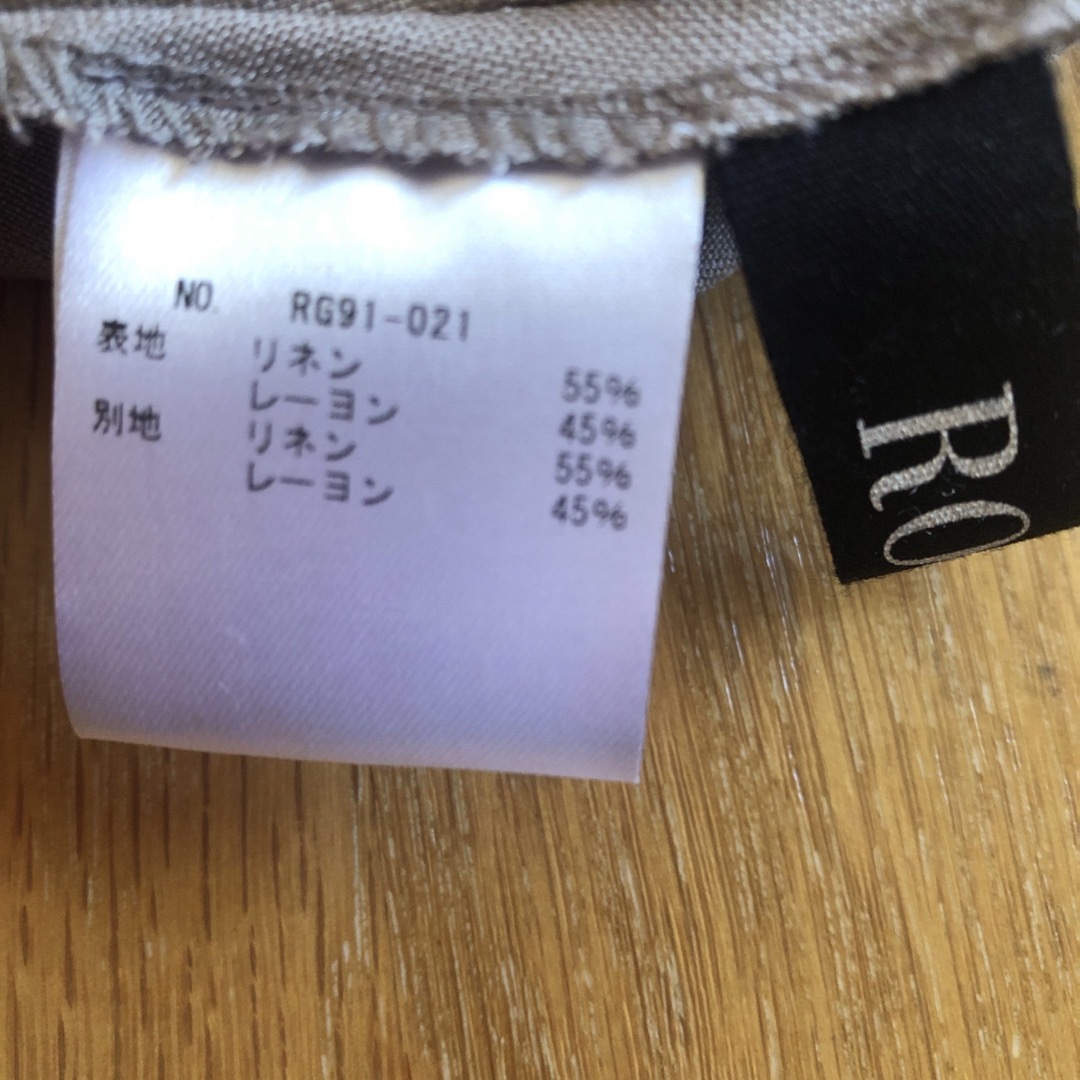 NO. RG91-021
表地 リネン 55%
レーヨン 45%
別地 リネン 55%
レーヨン 45%
RO